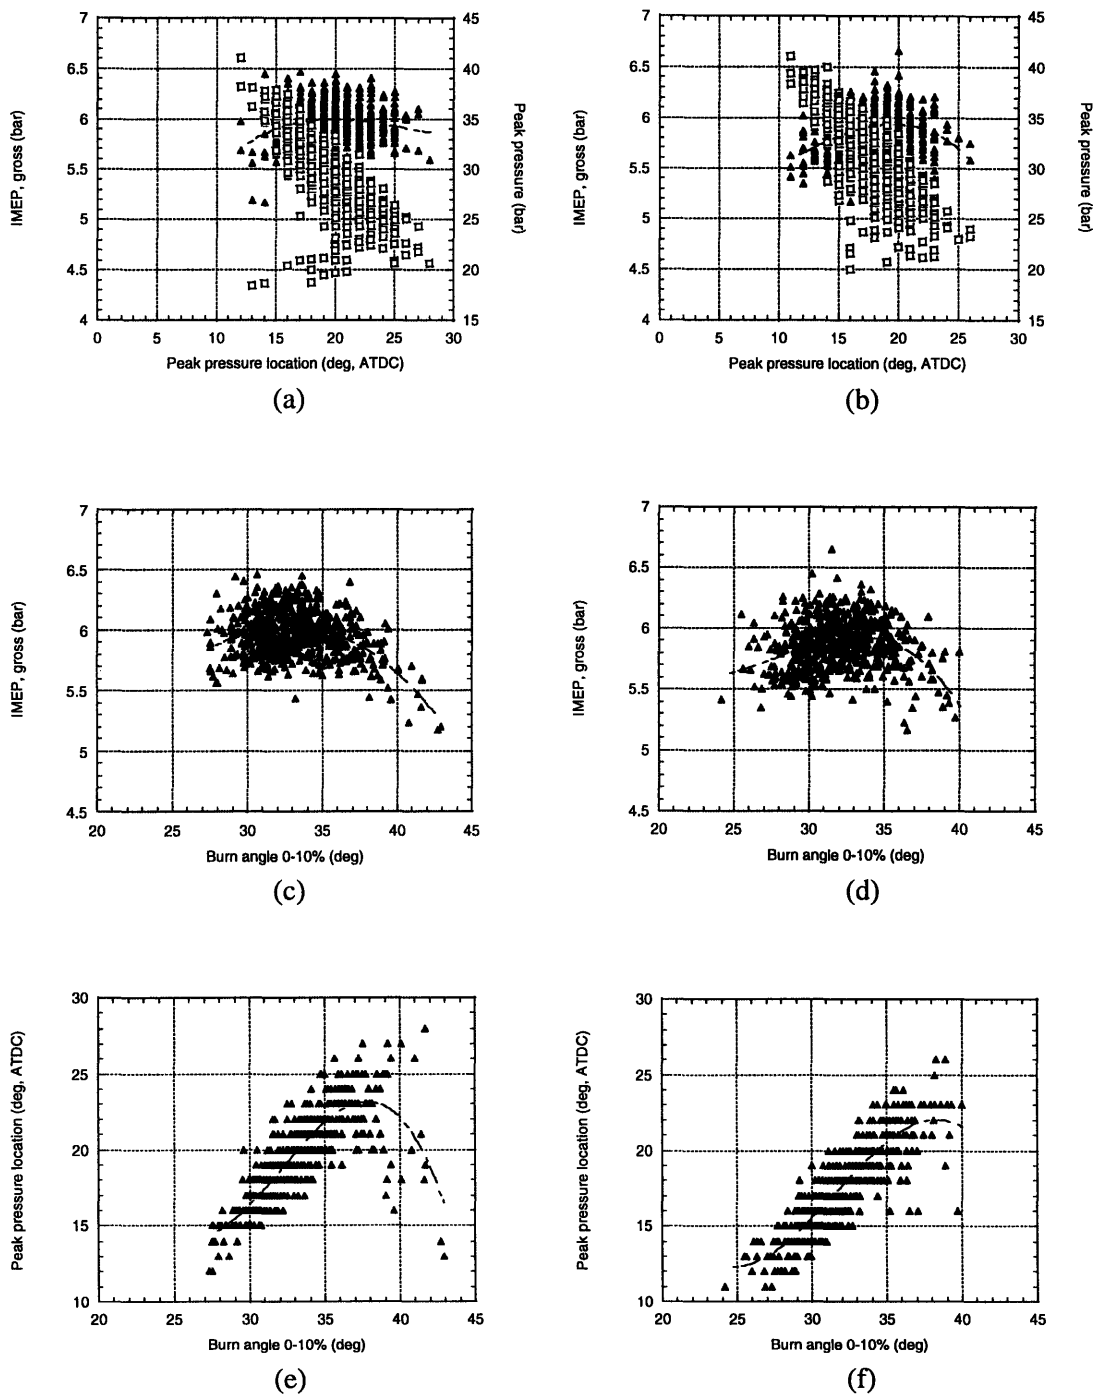 7
6.5
6
5.5
5
4.5
4
IMEP, gross (bar)
45
40
35
30
25
20
15
Peak pressure (bar)
0 5 10 15 20 25 30
Peak pressure location (deg, ATDC)
(a)
7
6.5
6
5.5
5
4.5
4
IMEP, gross (bar)
45
40
35
30
25
20
15
Peak pressure (bar)
0 5 10 15 20 25 30
Peak pressure location (deg, ATDC)
(b)
7
6.5
6
5.5
5
4.5
IMEP, gross (bar)
20 25 30 35 40 45
Burn angle 0-10% (deg)
(c)
7
6.5
6
5.5
5
4.5
IMEP, gross (bar)
20 25 30 35 40 45
Burn angle 0-10% (deg)
(d)
30
25
20
15
10
Peak pressure location (deg, ATDC)
20 25 30 35 40 45
Burn angle 0-10% (deg)
(e)
30
25
20
15
10
Peak pressure location (deg, ATDC)
20 25 30 35 40 45
Burn angle 0-10% (deg)
(f)